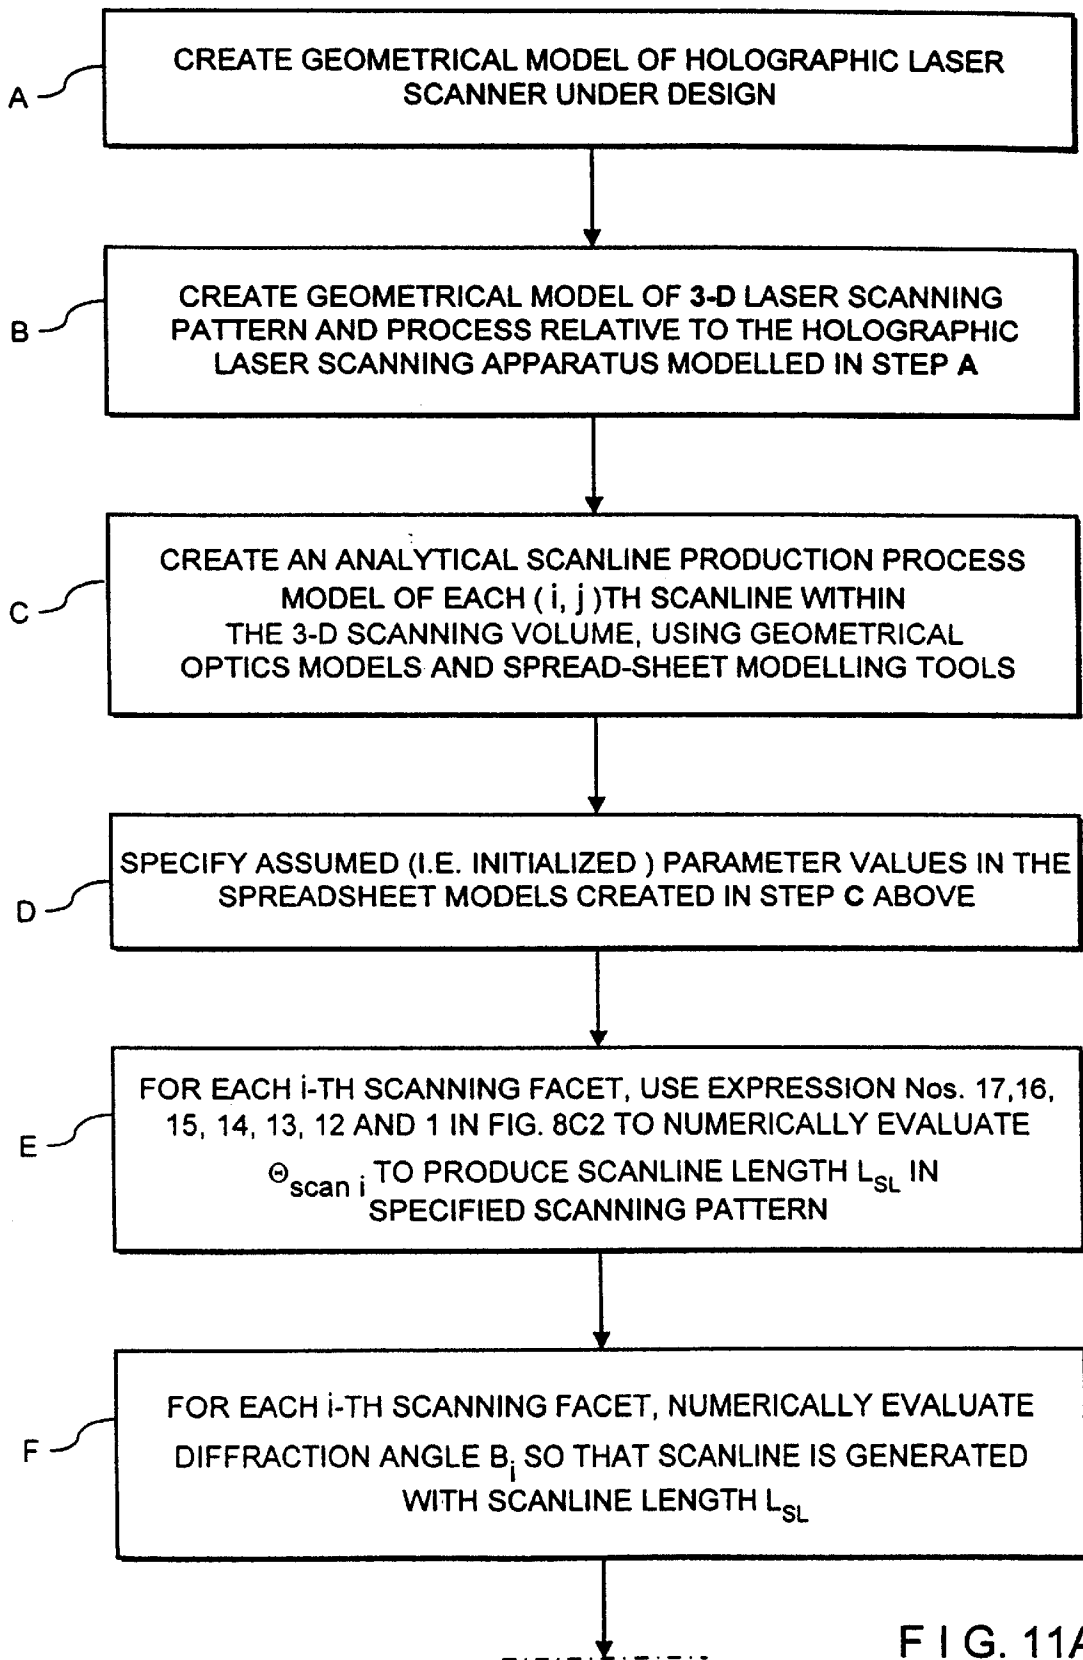 CREATE GEOMETRICAL MODEL OF HOLOGRAPHIC LASER
SCANNER UNDER DESIGN
A
CREATE GEOMETRICAL MODEL OF 3-D LASER SCANNING
PATTERN AND PROCESS RELATIVE TO THE HOLOGRAPHIC
LASER SCANNING APPARATUS MODELLED IN STEP A
B
CREATE AN ANALYTICAL SCANLINE PRODUCTION PROCESS
MODEL OF EACH ( i, j )TH SCANLINE WITHIN
THE 3-D SCANNING VOLUME, USING GEOMETRICAL
OPTICS MODELS AND SPREAD-SHEET MODELLING TOOLS
C
SPECIFY ASSUMED (I.E. INITIALIZED ) PARAMETER VALUES IN THE
SPREADSHEET MODELS CREATED IN STEP C ABOVE
D
FOR EACH i-TH SCANNING FACET, USE EXPRESSION Nos. 17,16,
15, 14, 13, 12 AND 1 IN FIG. 8C2 TO NUMERICALLY EVALUATE
Θscan i TO PRODUCE SCANLINE LENGTH LSL IN
SPECIFIED SCANNING PATTERN
E
FOR EACH i-TH SCANNING FACET, NUMERICALLY EVALUATE
DIFFRACTION ANGLE Bi SO THAT SCANLINE IS GENERATED
WITH SCANLINE LENGTH LSL
F
F I G. 11A